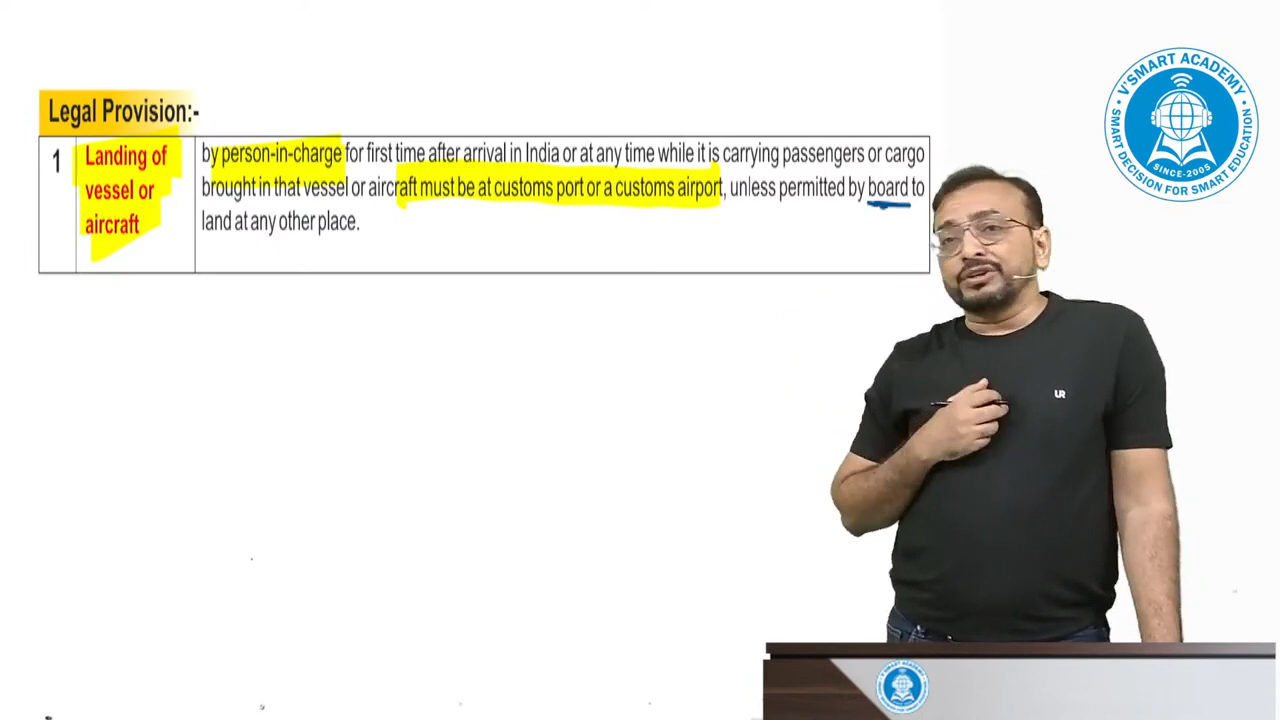 Legal Provision:-
1
Landing of
vessel or
aircraft
by person-in-charge for first time after arrival in India or at any time while it is carrying passengers or cargo
brought in that vessel or aircraft must be at customs port or a customs airport, unless permitted by board to
land at any other place.
V'SMART ACADEMY
SINCE-2005
SMART DECISION FOR SMART EDUCATION
UR
V'SMART ACADEMY